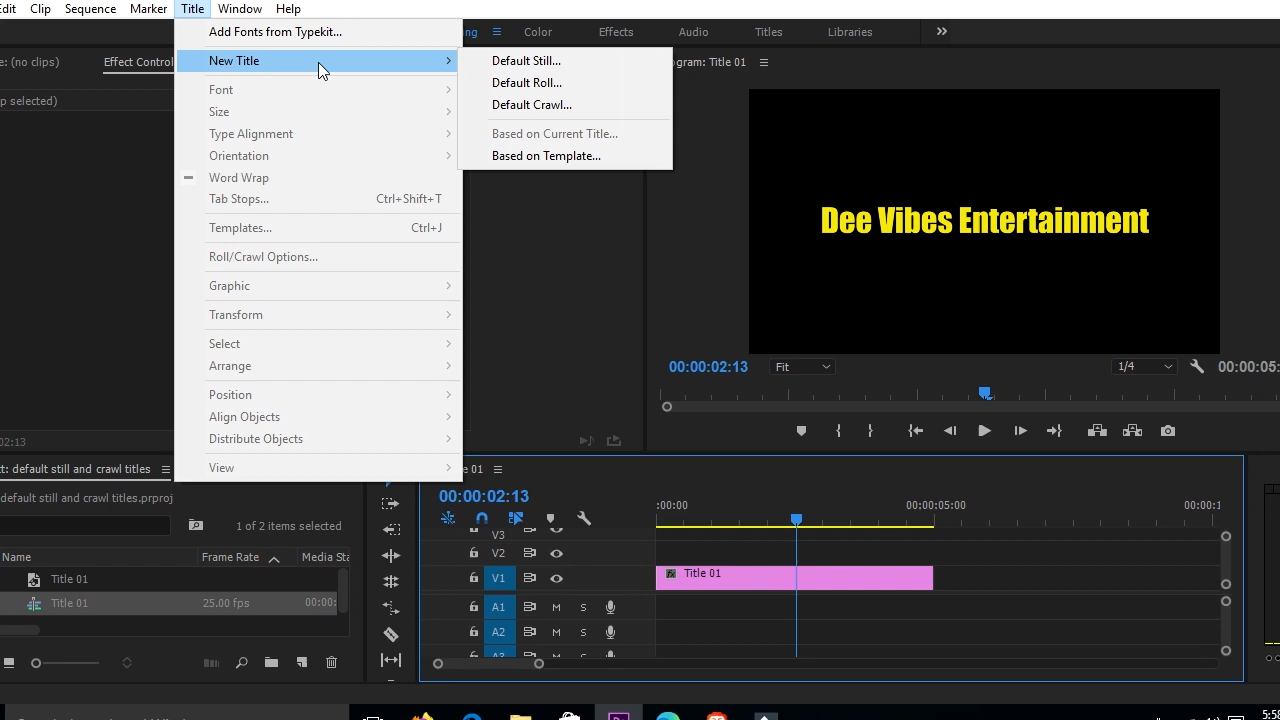 Edit Clip Sequence Marker Title Window Help
Add Fonts from Typekit...
New Title
Font
Size
Type Alignment
Orientation
Word Wrap
Tab Stops... Ctrl+Shift+T
Templates... Ctrl+J
Roll/Crawl Options...
Graphic
Transform
Select
Arrange
Position
Align Objects
Distribute Objects
View
Default Still...
Default Roll...
Default Crawl...
Based on Current Title...
Based on Template...
ng Color Effects Audio Titles Libraries
e: (no clips) Effect Control
p selected)
ogram: Title 01
Dee Vibes Entertainment
00:00:02:13 Fit 1/4 00:00:05:
02:13
ct: default still and crawl titles
default still and crawl titles.prproj
1 of 2 items selected
Name Frame Rate Media Sta
Title 01
Title 01 25.00 fps 00:00:
e 01
00:00:02:13
:00:00 00:00:05:00 00:00:1
V3
V2
V1 Title 01
A1 M S
A2 M S
A3
5:58